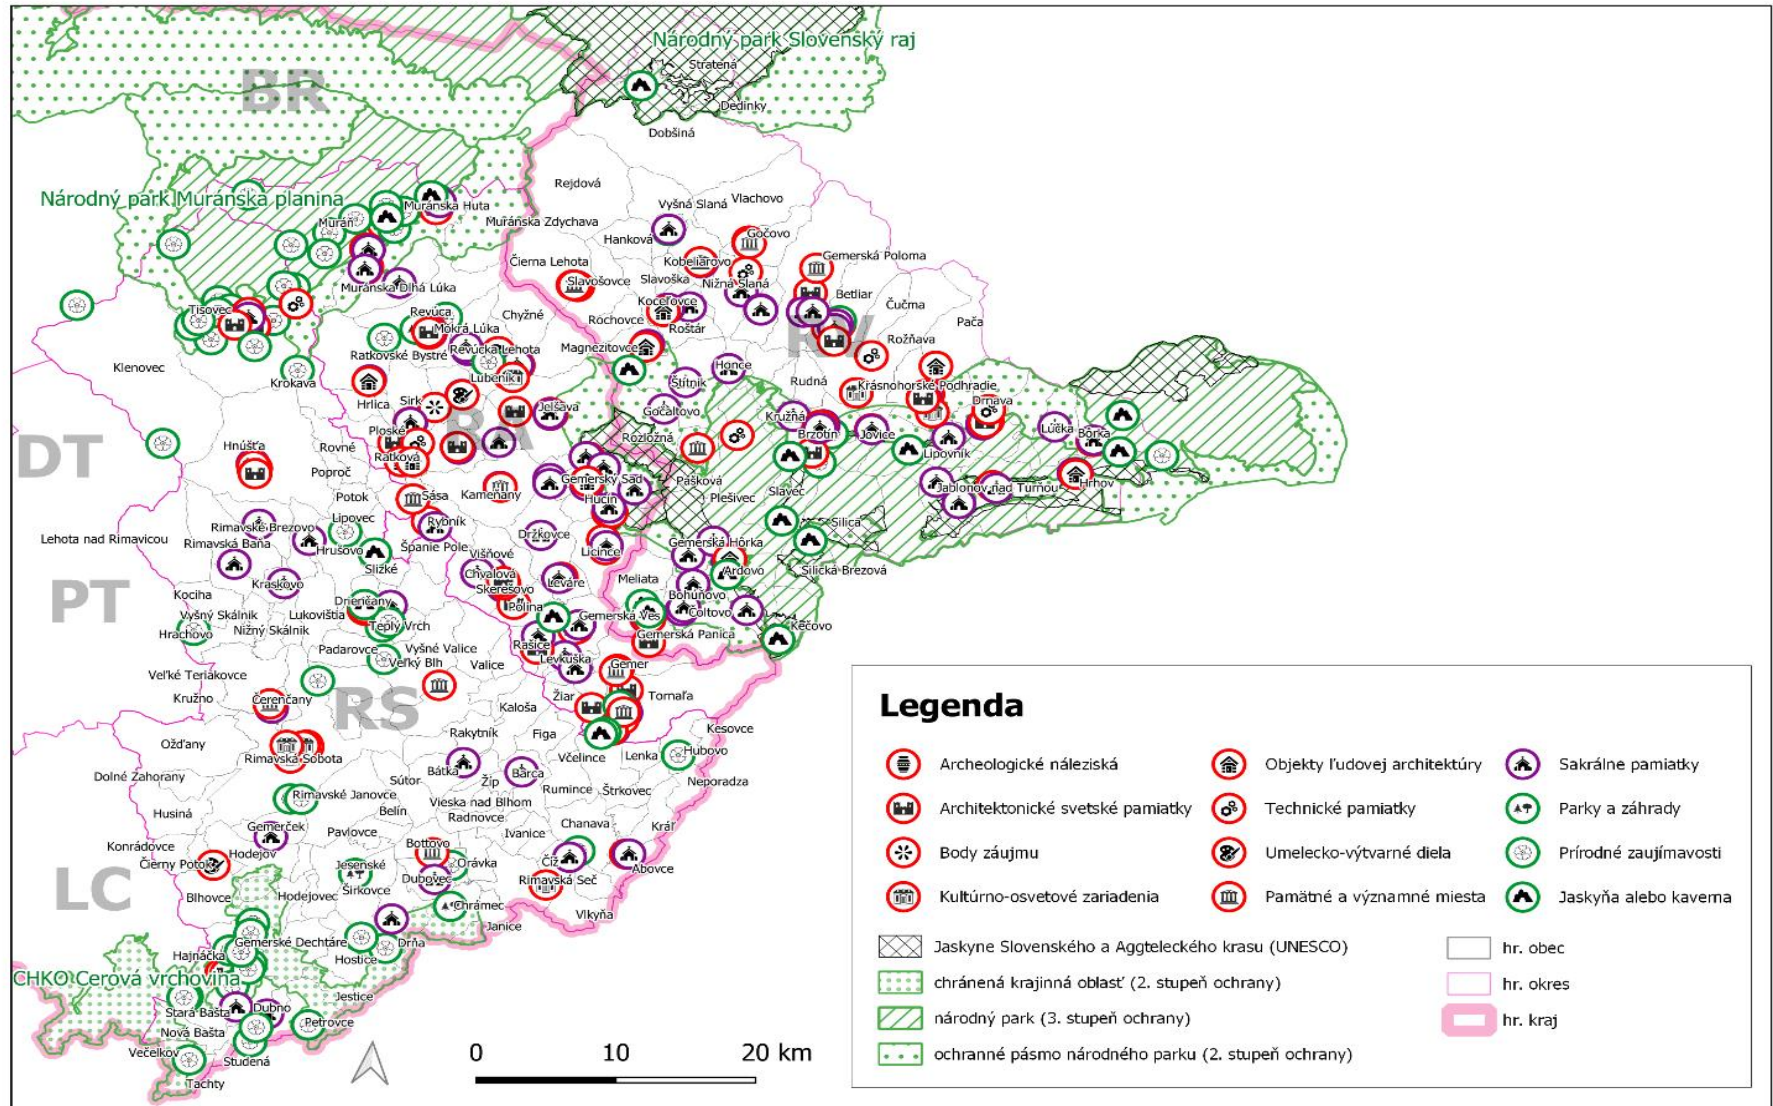 Národný park Slovenský raj
Stratená
BR
Dedinky
Dobšiná
Rejdová
Národný park Muránska planina
Vlachovo
Vyšná Slaná
Muránska Huta
Muráň
Muránska Zdychava
Gočovo
Hanková
Gemerská Poloma
Čierna Lehota
Kobeliarovo
Slavošovce
Slavoška
Nižná Slaná
Muránska Dlhá Lúka
Betliar
Kocéľovce
Čučma
Tisovec
Revúca
Chyžné
Rochovce
Pača
Mokrá Lúka
Roštár
RV
Rožňava
Ratkovské Bystré
Revúcka Lehota
Magnezitovce
Klenovec
Honce
Krokava
Lubeník
Štítnik
Rudná
Krásnohorské Podhradie
Hrlica
Sirk
Jelšava
Gočaltovo
Kružná
Drnava
RA
Ploské
Rozložná
Brzotín
Jovice
Lúčka
Bôrka
DT
Hnúšťa
Rovné
Ratková
Lipovník
Poproč
Gemerský Sad
Pašková
Potok
Sása
Kameňany
Hucín
Plešivec
Slavec
Jablonov nad Turňou
Hrhov
Rimavské Brezovo
Lipovec
Rybník
Silica
Lehota nad Rimavicou
Rimavská Baňa
Hrušovo
Španie Pole
Držkovce
Licince
Gemerská Hôrka
Slizké
Višňové
Ardovo
Silická Brezová
Chvalová
Kraskovo
Skerešovo
Leváre
Meliata
PT
Kociha
Drienčany
Polina
Bohúňovo
Vyšný Skálnik
Lukovištia
Gemerská Ves
Čoltovo
Hrachovo
Nižný Skálnik
Teplý Vrch
Gemerská Panica
Kečovo
Padarovce
Vyšné Valice
Rašice
Levkuška
Veľký Blh
Valice
Gemer
Veľké Teriakovce
Kružno
Čerenčany
RS
Žiar
Tornaľa
Kaloša
Kesovce
Ožďany
Rakytník
Figa
Rimavská Sobota
Včelince
Lenka
Hubovo
Dolné Zahorany
Sútor
Bátka
Žíp
Barca
Neporadza
Rimavské Janovce
Rumince
Štrkovec
Husiná
Belín
Vieska nad Blhom
Radnovce
Gemerček
Pavlovce
Ivanice
Chanava
Kráľ
Konrádovce
Hodejov
Bottovo
Čierny Potok
Jesenské
Orávka
Číž
Abovce
LC
Širkovce
Dubovec
Rimavská Seč
Blhovce
Hodejovec
Chrámec
Vlkyňa
Janice
Gemerské Dechtáre
Drňa
Hajnáčka
Hostice
CHKO Cerová vrchovina
Jestice
Stará Bašta
Dubno
Petrovce
Nová Bašta
Večelkov
Studená
Tachty
0 10 20 km
Legenda
Archeologické náleziská
Architektonické svetské pamiatky
Body záujmu
Kultúrno-osvetové zariadenia
Objekty ľudovej architektúry
Technické pamiatky
Umelecko-výtvarné diela
Pamätné a významné miesta
Sakrálne pamiatky
Parky a záhrady
Prírodné zaujímavosti
Jaskyňa alebo kaverna
Jaskyne Slovenského a Aggteleckého krasu (UNESCO)
chránená krajinná oblasť (2. stupeň ochrany)
národný park (3. stupeň ochrany)
ochranné pásmo národného parku (2. stupeň ochrany)
hr. obec
hr. okres
hr. kraj